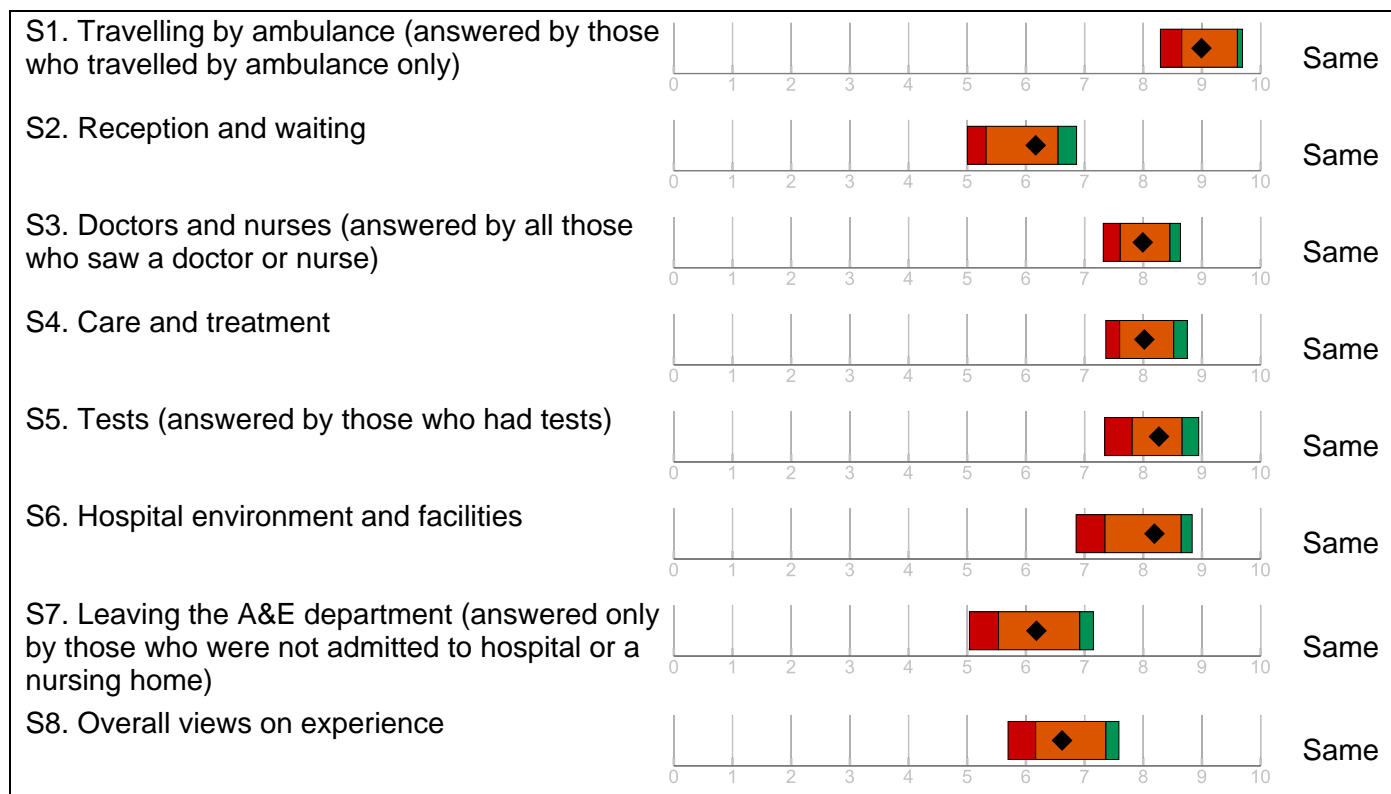 S1. Travelling by ambulance (answered by those
who travelled by ambulance only)
0 1 2 3 4 5 6 7 8 9 10
Same
S2. Reception and waiting
0 1 2 3 4 5 6 7 8 9 10
Same
S3. Doctors and nurses (answered by all those
who saw a doctor or nurse)
0 1 2 3 4 5 6 7 8 9 10
Same
S4. Care and treatment
0 1 2 3 4 5 6 7 8 9 10
Same
S5. Tests (answered by those who had tests)
0 1 2 3 4 5 6 7 8 9 10
Same
S6. Hospital environment and facilities
0 1 2 3 4 5 6 7 8 9 10
Same
S7. Leaving the A&E department (answered only
by those who were not admitted to hospital or a
nursing home)
0 1 2 3 4 5 6 7 8 9 10
Same
S8. Overall views on experience
0 1 2 3 4 5 6 7 8 9 10
Same